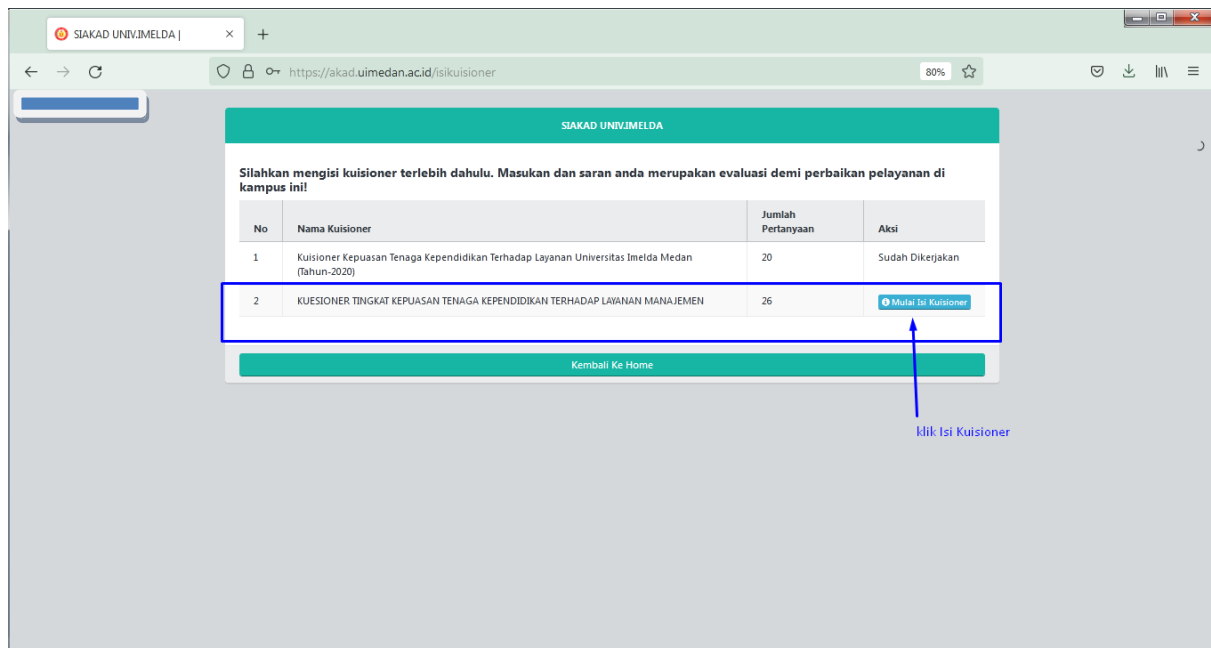 SIAKAD UNIV.IMELDA |
https://akad.uimedan.ac.id/isikuisioner
80%
SIAKAD UNIV.IMELDA
Silahkan mengisi kuisioner terlebih dahulu. Masukan dan saran anda merupakan evaluasi demi perbaikan pelayanan di
kampus ini!
No Nama Kuisioner Jumlah Pertanyaan Aksi
1 Kuisioner Kepuasan Tenaga Kependidikan Terhadap Layanan Universitas Imelda Medan 20 Sudah Dikerjakan
(Tahun-2020)
2 KUESIONER TINGKAT KEPUASAN TENAGA KEPENDIDIKAN TERHADAP LAYANAN MANAJEMEN 26 Mulai Isi Kuisioner
Kembali Ke Home
klik Isi Kuisioner